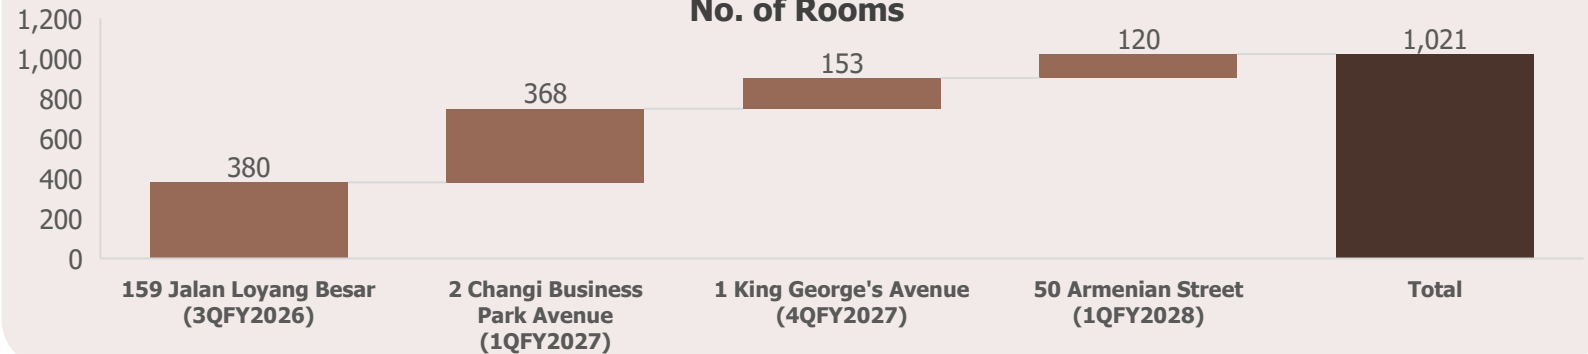 No. of Rooms
1,200
1,000
800
600
400
200
0
380
368
153
120
1,021
159 Jalan Loyang Besar
(3QFY2026)
2 Changi Business
Park Avenue
(1QFY2027)
1 King George's Avenue
(4QFY2027)
50 Armenian Street
(1QFY2028)
Total